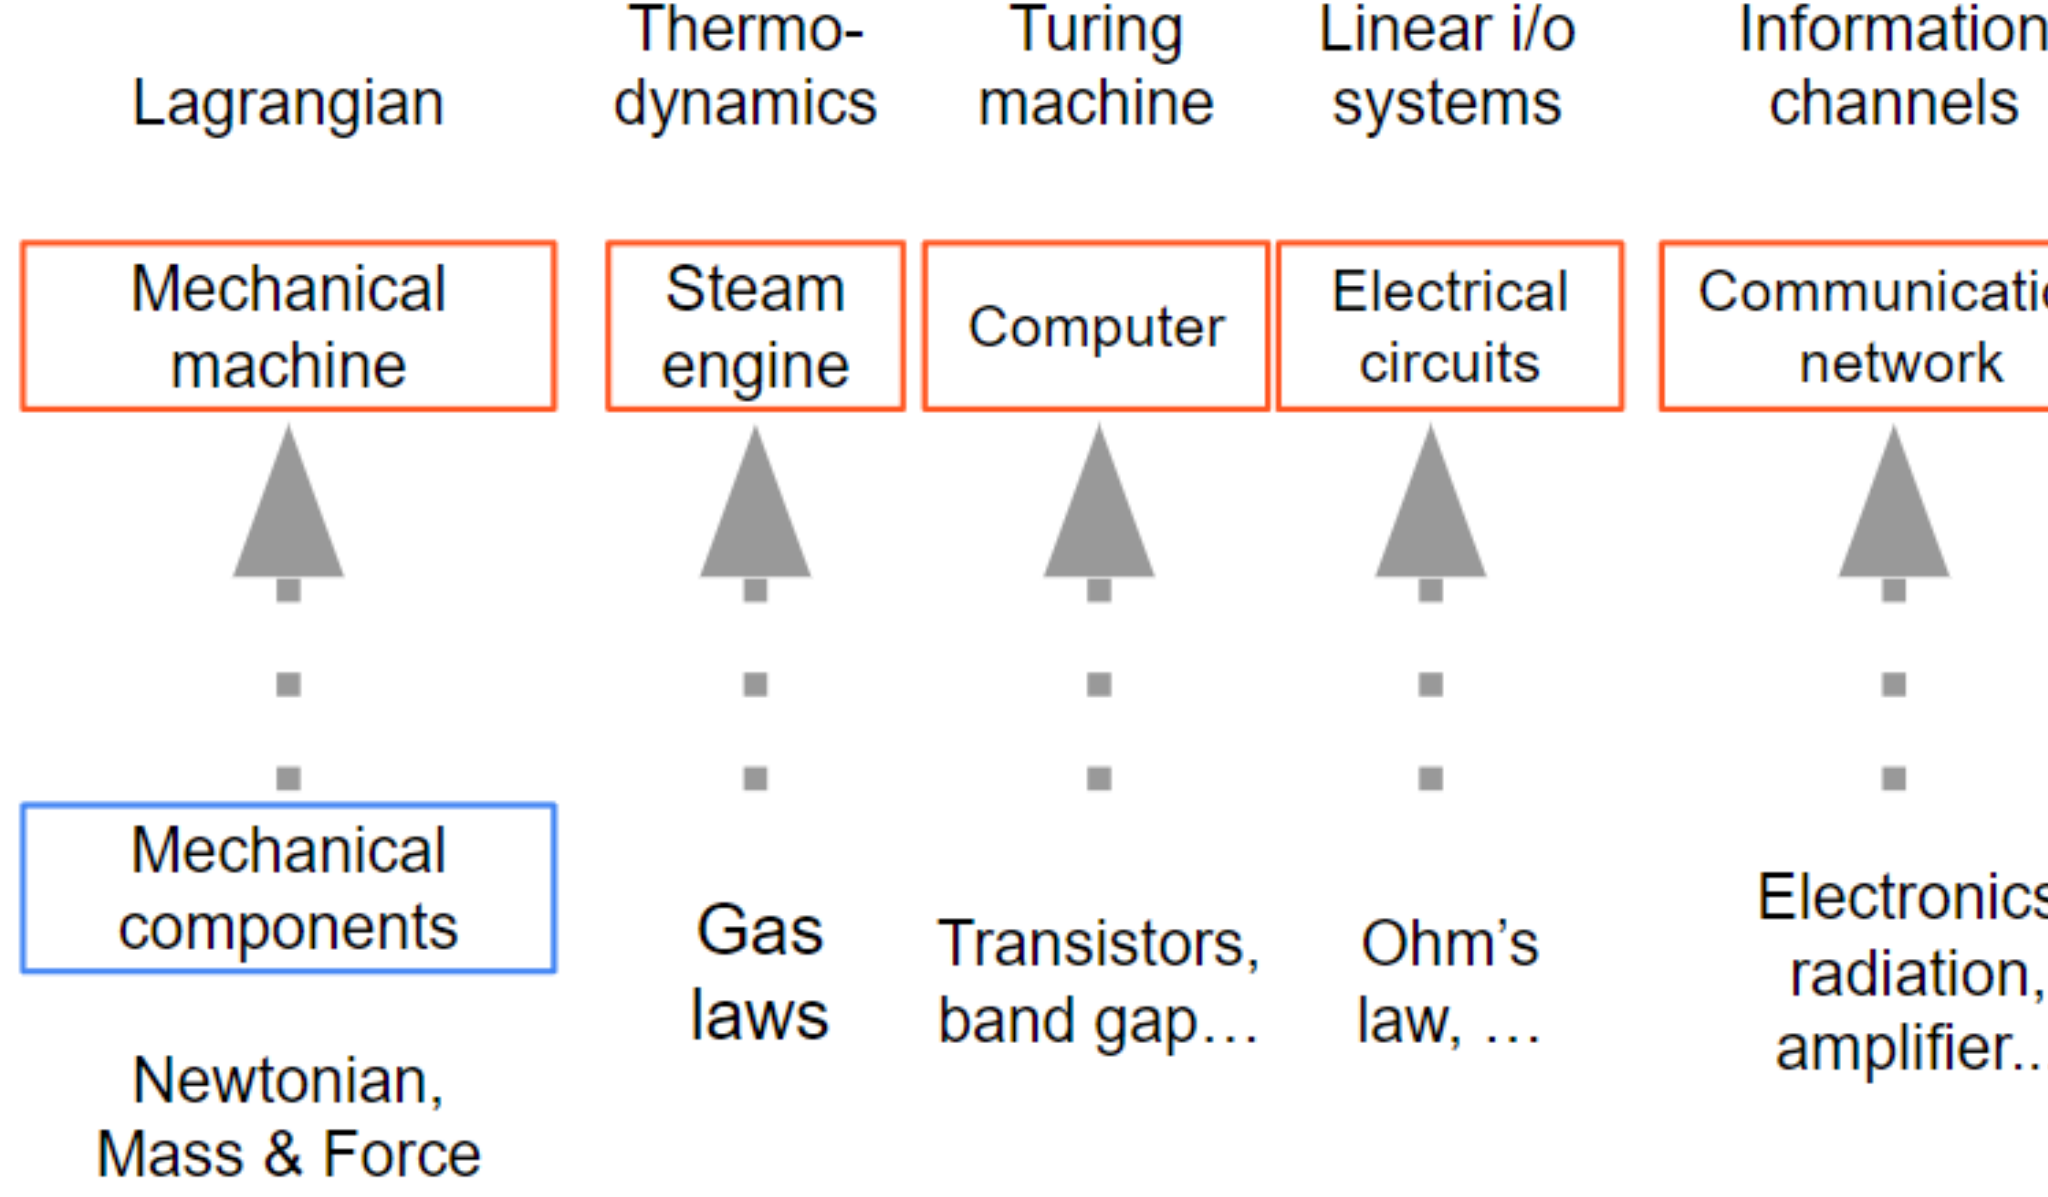 Lagrangian
Thermo-
dynamics
Turing
machine
Linear i/o
systems
Information
channels
Mechanical
machine
Steam
engine
Computer
Electrical
circuits
Communicatio
network
Mechanical
components
Newtonian,
Mass & Force
Gas
laws
Transistors,
band gap…
Ohm’s
law, …
Electronics
radiation,
amplifier...